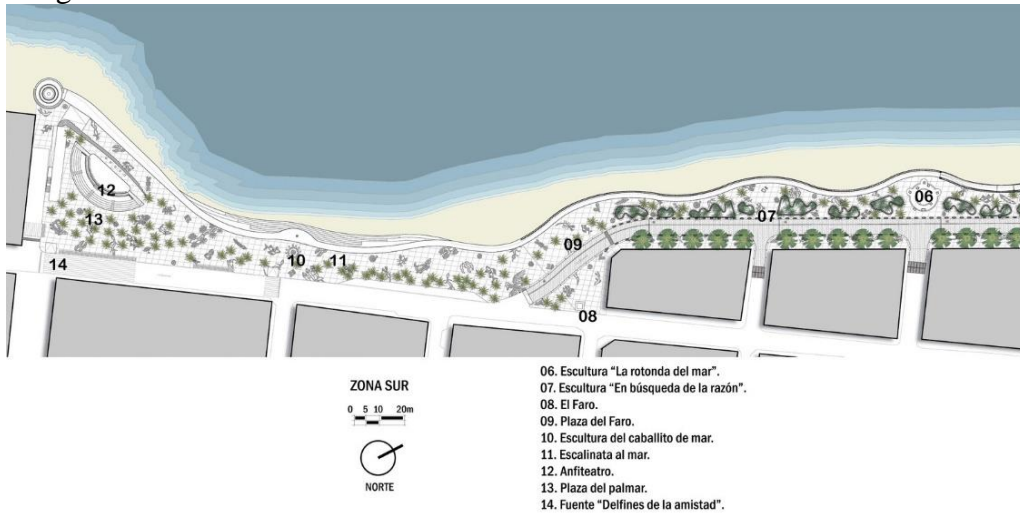 12
13
14
10
11
09
08
07
06
ZONA SUR
0 5 10 20m
NORTE
06. Escultura "La rotonda del mar".
07. Escultura "En búsqueda de la razón".
08. El Faro.
09. Plaza del Faro.
10. Escultura del caballito de mar.
11. Escalinata al mar.
12. Anfiteatro.
13. Plaza del palmar.
14. Fuente "Delfines de la amistad".